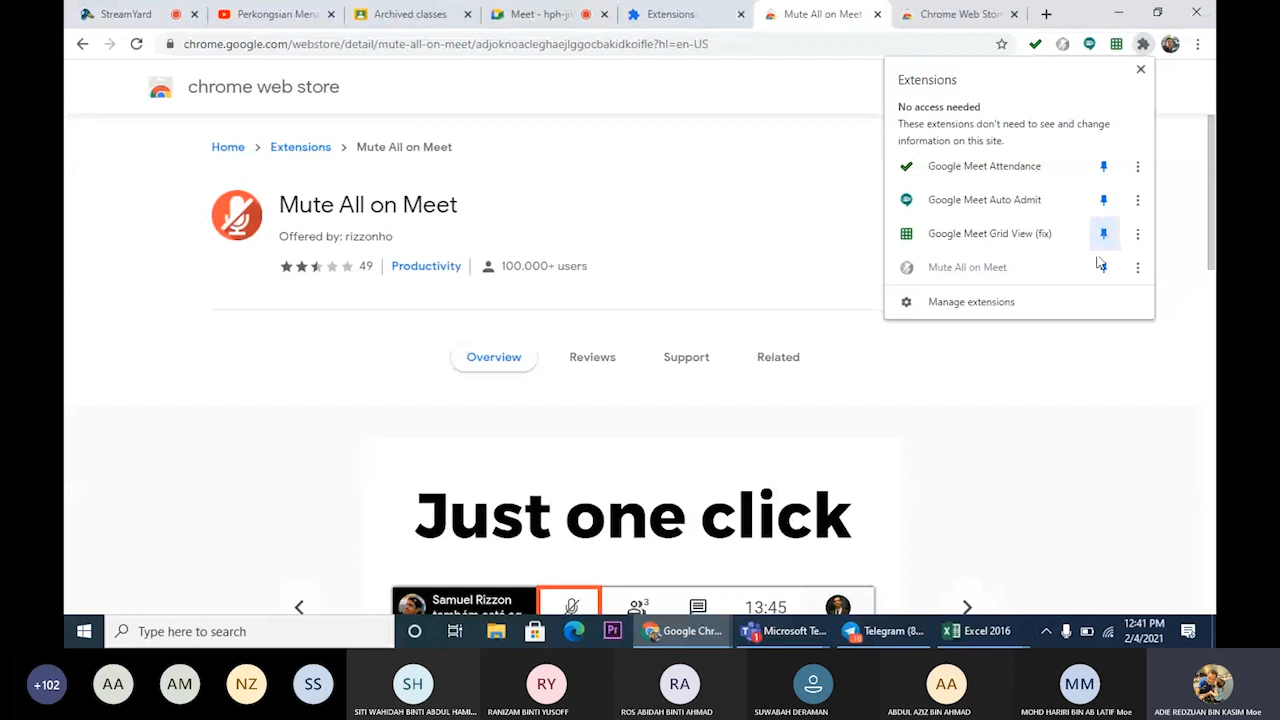 StreamYard
Perkongsian Men
Archived classes
Meet - hph-ji
Extensions
Mute All on Meet
Chrome Web Stor
chrome.google.com/webstore/detail/mute-all-on-meet/adjoknoacleghaejlggocbakidkoifle?hl=en-US
chrome web store
Home > Extensions > Mute All on Meet
Mute All on Meet
Offered by: rizzonho
49
Productivity
100.000+ users
Extensions
No access needed
These extensions don't need to see and change
information on this site.
Google Meet Attendance
Google Meet Auto Admit
Google Meet Grid View (fix)
Mute All on Meet
Manage extensions
Overview
Reviews
Support
Related
Just one click
Samuel Rizzon
também está aq
3
13:45
Type here to search
Pr
Google Chr...
Microsoft Te...
Telegram (8...
Excel 2016
12:41 PM
2/4/2021
+102
AA
AM
NZ
SS
SH
SITI WAHIDAH BINTI ABDUL HAMI...
RY
RANIZAM BINTI YUSOFF
RA
ROS ABIDAH BINTI AHMAD
SUWABAH DERAMAN
AA
ABDUL AZIZ BIN AHMAD
MM
MOHD HARIRI BIN AB LATIF Moe
ADIE REDZUAN BIN KASIM Moe